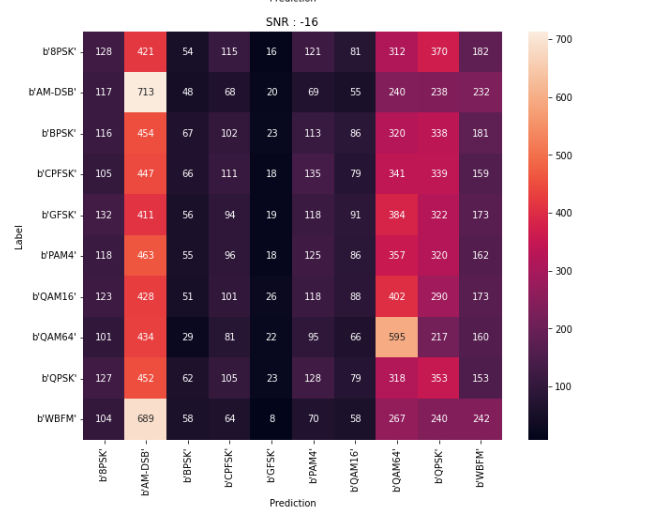 Prediction
SNR : -16
b'8PSK' 128 421 54 115 16 121 81 312 370 182
b'AM-DSB' 117 713 48 68 20 69 55 240 238 232
b'BPSK' 116 454 67 102 23 113 86 320 338 181
b'CPFSK' 105 447 66 111 18 135 79 341 339 159
b'GFSK' 132 411 56 94 19 118 91 384 322 173
b'PAM4' 118 463 55 96 18 125 86 357 320 162
b'QAM16' 123 428 51 101 26 118 88 402 290 173
b'QAM64' 101 434 29 81 22 95 66 595 217 160
b'QPSK' 127 452 62 105 23 128 79 318 353 153
b'WBFM' 104 689 58 64 8 70 58 267 240 242
Label
b'8PSK' b'AM-DSB' b'BPSK' b'CPFSK' b'GFSK' b'PAM4' b'QAM16' b'QAM64' b'QPSK' b'WBFM'
Prediction
700
600
500
400
300
200
100